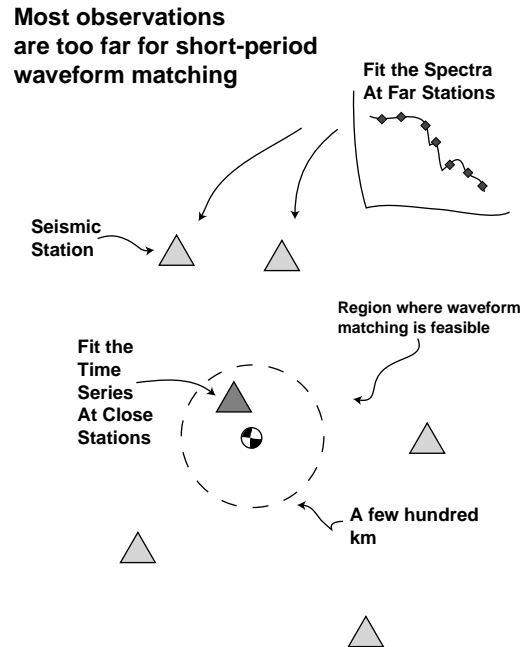 Most observations
are too far for short-period
waveform matching
Fit the Spectra
At Far Stations
Seismic
Station
Region where waveform
matching is feasible
Fit the
Time
Series
At Close
Stations
A few hundred
km